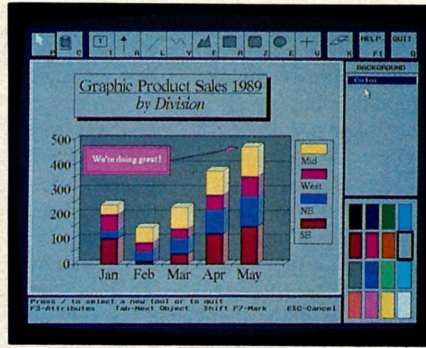 T
HELP QUIT
P C T A L Y F R B E U X F1 Q
BACKGROUND
Color
Graphic Product Sales 1989
by Division
500
400
300
200
100
0
We're doing great!
Mid
West
NE
SE
Jan Feb Mar Apr May
Press / to select a new tool or to quit
F3-Attributes Tab-Next Object Shift F7-Mark ESC-Cancel